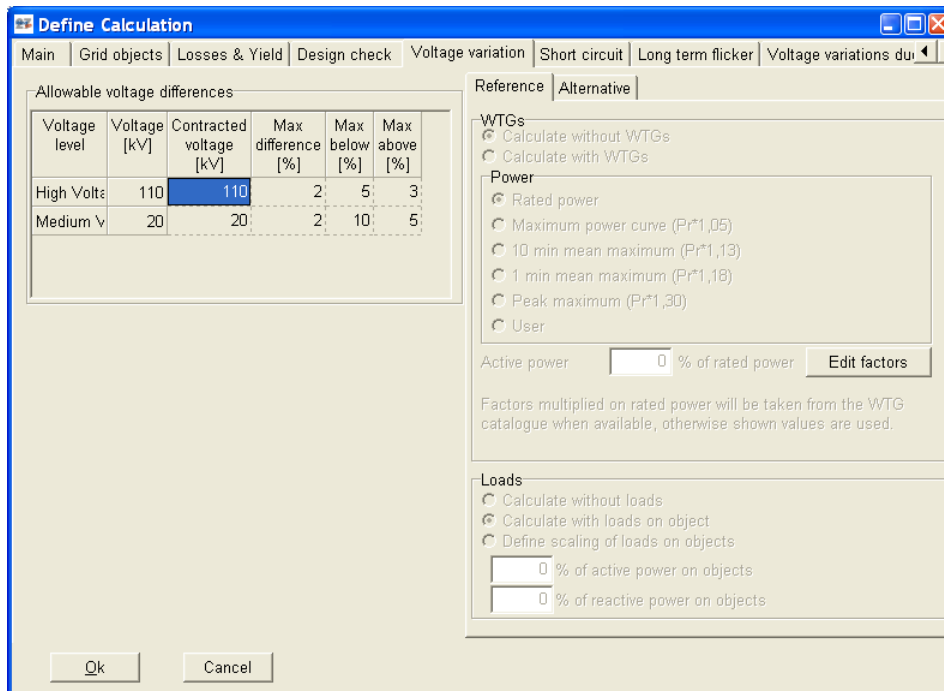 Define Calculation
Main Grid objects Losses & Yield Design check Voltage variation Short circuit Long term flicker Voltage variations du
Allowable voltage differences
Voltage level Voltage [kV] Contracted voltage [kV] Max difference [%] Max below [%] Max above [%]
High Volta 110 110 2 5 3
Medium V 20 20 2 10 5
Reference Alternative
WTGs
Calculate without WTGs
Calculate with WTGs
Power
Rated power
Maximum power curve (Pr*1,05)
10 min mean maximum (Pr*1,13)
1 min mean maximum (Pr*1,18)
Peak maximum (Pr*1,30)
User
Active power 0 % of rated power Edit factors
Factors multiplied on rated power will be taken from the WTG
catalogue when available, otherwise shown values are used.
Loads
Calculate without loads
Calculate with loads on object
Define scaling of loads on objects
0 % of active power on objects
0 % of reactive power on objects
Ok Cancel